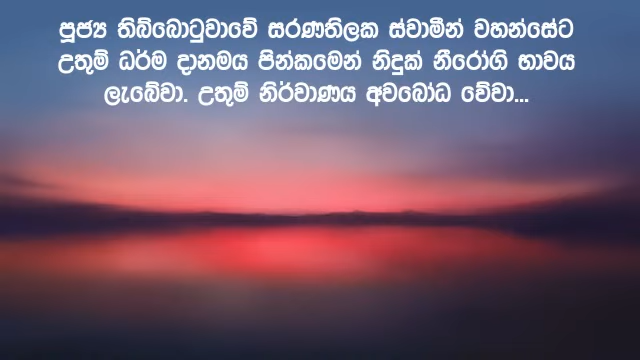 පූජ්‍ය තිබ්බොටුවාවේ සරණතිලක ස්වාමීන් වහන්සේට
උතුම් ධර්ම දානමය පින්කමෙන් නිදුක් නීරෝගි භාවය
ලැබේවා. උතුම් නිර්වාණය අවබෝධ වේවා...